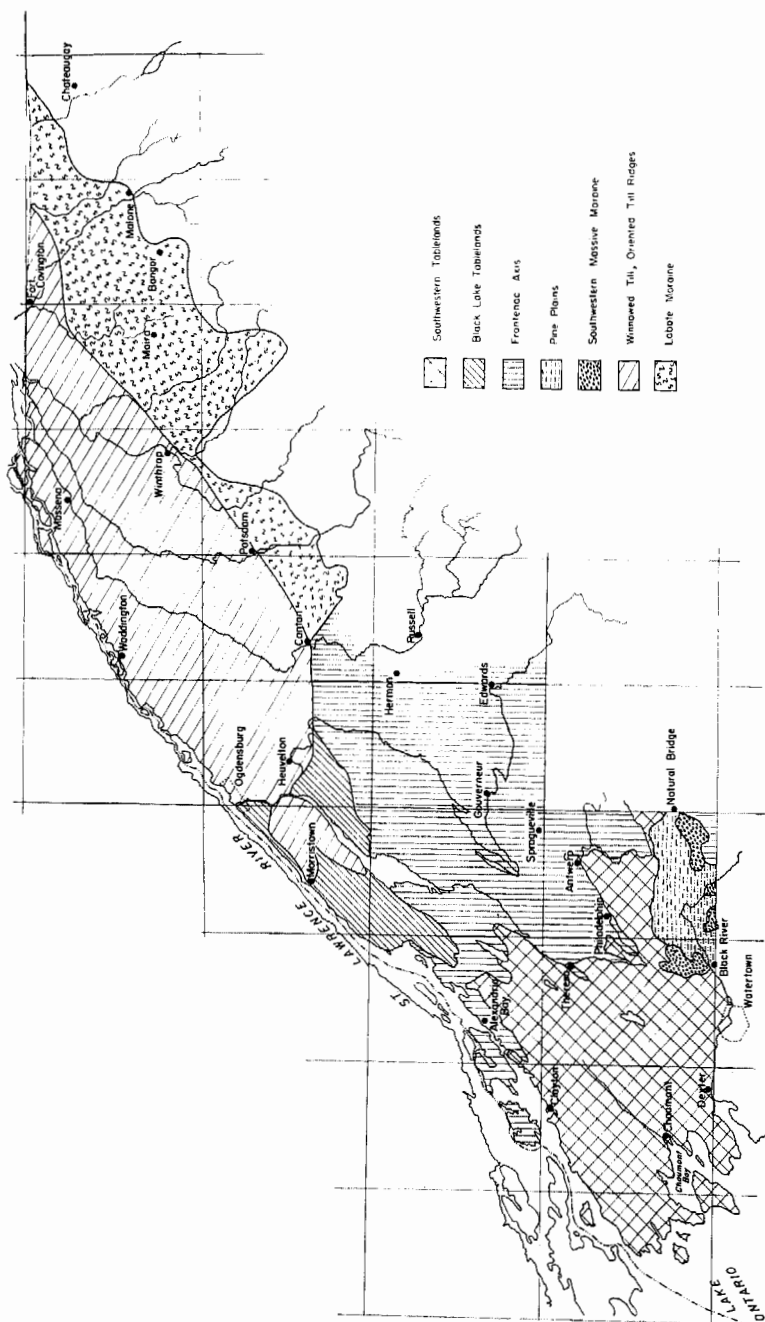 Chateaugay
Fort
Covington
Malone
Bangor
Moira
Massena
Winthrop
Potsdam
Waddington
Canton
Russell
Hermon
Edwards
Ogdensburg
Heuvelton
Morristown
Gouverneur
Spragueville
Natural Bridge
Antwerp
Philadelphia
Theresa
Black River
Watertown
Alexandria
Bay
Clayton
Chaumont
Chaumont
Bay
Dexter
ST. LAWRENCE RIVER
LAKE
ONTARIO
Southwestern Tablelands
Black Lake Tablelands
Frontenac Axis
Pine Plains
Southwestern Massive Moraine
Winnowed Till, Oriented Till Ridges
Lobate Moraine